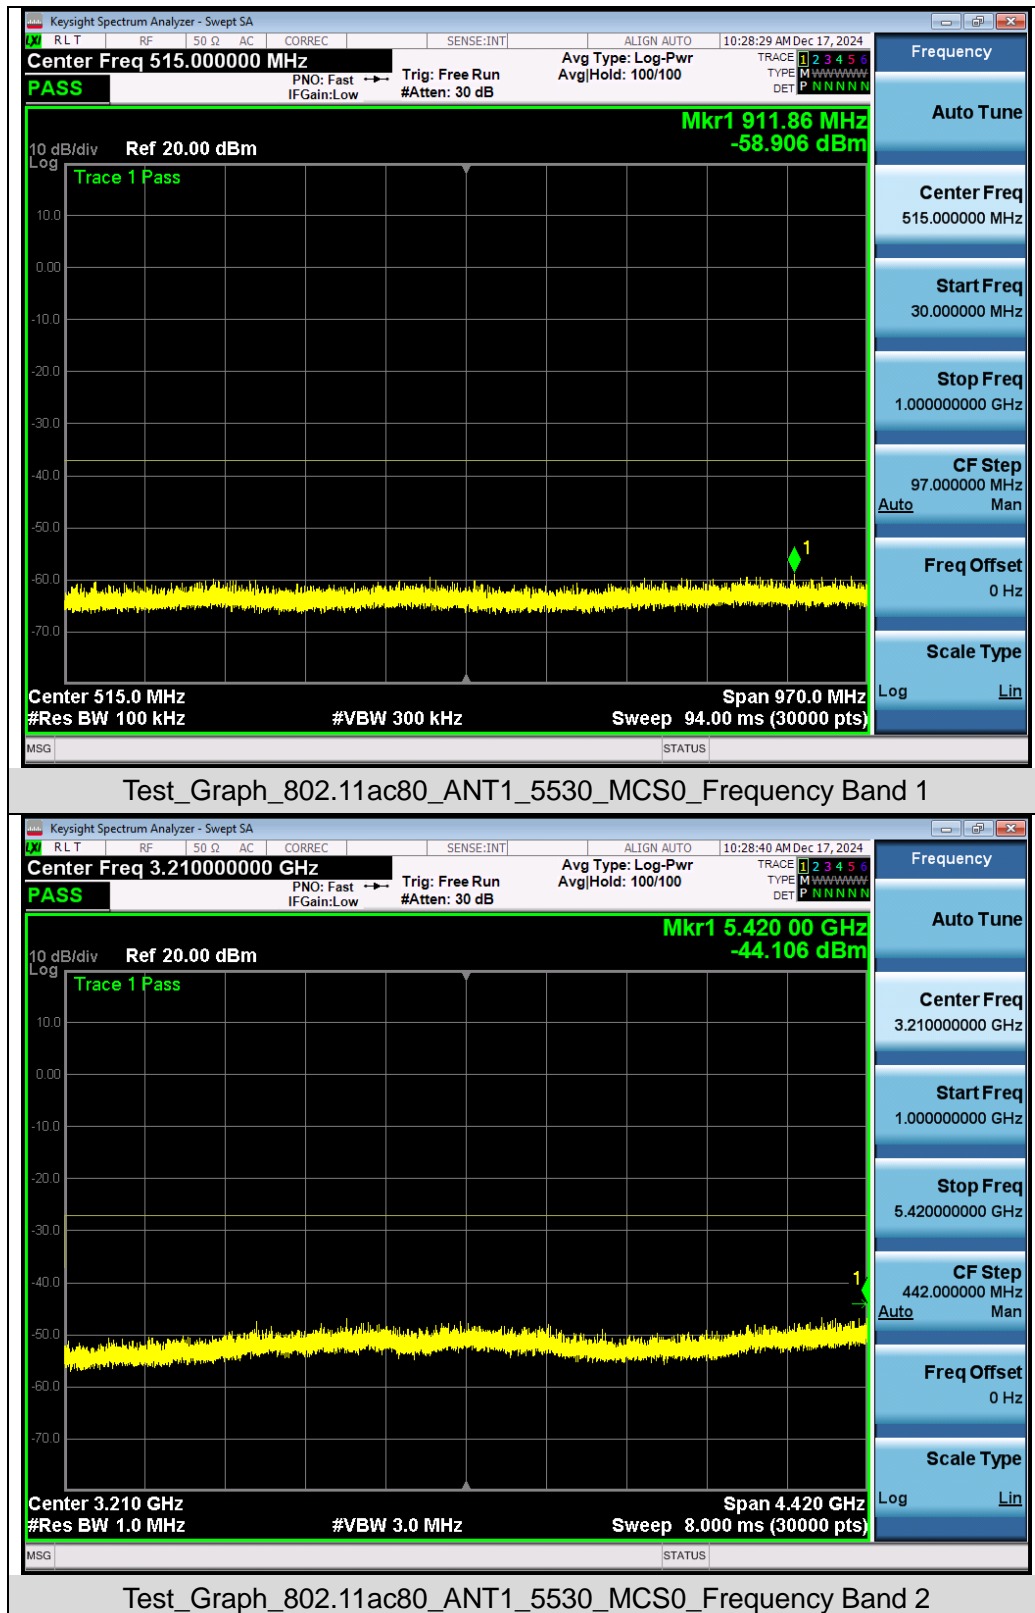 Keysight Spectrum Analyzer - Swept SA
LXI RLT RF 50 Ω AC CORREC SENSE:INT ALIGN AUTO 10:28:29 AM Dec 17, 2024
Center Freq 515.000000 MHz
PASS
PNO: Fast
IFGain:Low
Trig: Free Run
#Atten: 30 dB
Avg Type: Log-Pwr
Avg|Hold: 100/100
TRACE 1 2 3 4 5 6
TYPE M W W W W W
DET P N N N N N
Mkr1 911.86 MHz
-58.906 dBm
10 dB/div Ref 20.00 dBm
Log
Trace 1 Pass
10.0
0.00
-10.0
-20.0
-30.0
-40.0
-50.0
-60.0
-70.0
1
Center 515.0 MHz Span 970.0 MHz
#Res BW 100 kHz #VBW 300 kHz Sweep 94.00 ms (30000 pts)
MSG STATUS
Frequency
Auto Tune
Center Freq
515.000000 MHz
Start Freq
30.000000 MHz
Stop Freq
1.000000000 GHz
CF Step
97.000000 MHz
Auto Man
Freq Offset
0 Hz
Scale Type
Log Lin
Test_Graph_802.11ac80_ANT1_5530_MCS0_Frequency Band 1
Keysight Spectrum Analyzer - Swept SA
LXI RLT RF 50 Ω AC CORREC SENSE:INT ALIGN AUTO 10:28:40 AM Dec 17, 2024
Center Freq 3.210000000 GHz
PASS
PNO: Fast
IFGain:Low
Trig: Free Run
#Atten: 30 dB
Avg Type: Log-Pwr
Avg|Hold: 100/100
TRACE 1 2 3 4 5 6
TYPE M W W W W W
DET P N N N N N
Mkr1 5.420 00 GHz
-44.106 dBm
10 dB/div Ref 20.00 dBm
Log
Trace 1 Pass
10.0
0.00
-10.0
-20.0
-30.0
-40.0
-50.0
-60.0
-70.0
1
Center 3.210 GHz Span 4.420 GHz
#Res BW 1.0 MHz #VBW 3.0 MHz Sweep 8.000 ms (30000 pts)
MSG STATUS
Frequency
Auto Tune
Center Freq
3.210000000 GHz
Start Freq
1.000000000 GHz
Stop Freq
5.420000000 GHz
CF Step
442.000000 MHz
Auto Man
Freq Offset
0 Hz
Scale Type
Log Lin
Test_Graph_802.11ac80_ANT1_5530_MCS0_Frequency Band 2